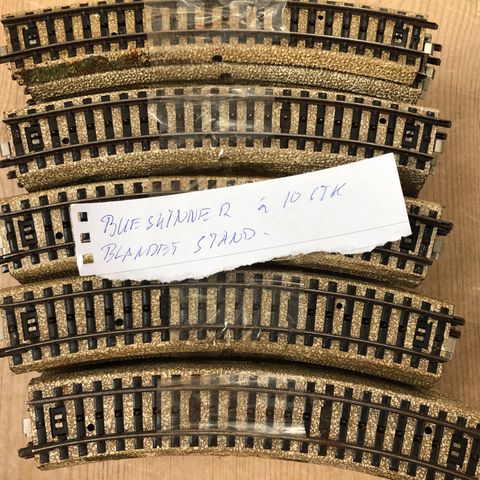 BUESKINNER à 10 STK
BLANDET STAND.